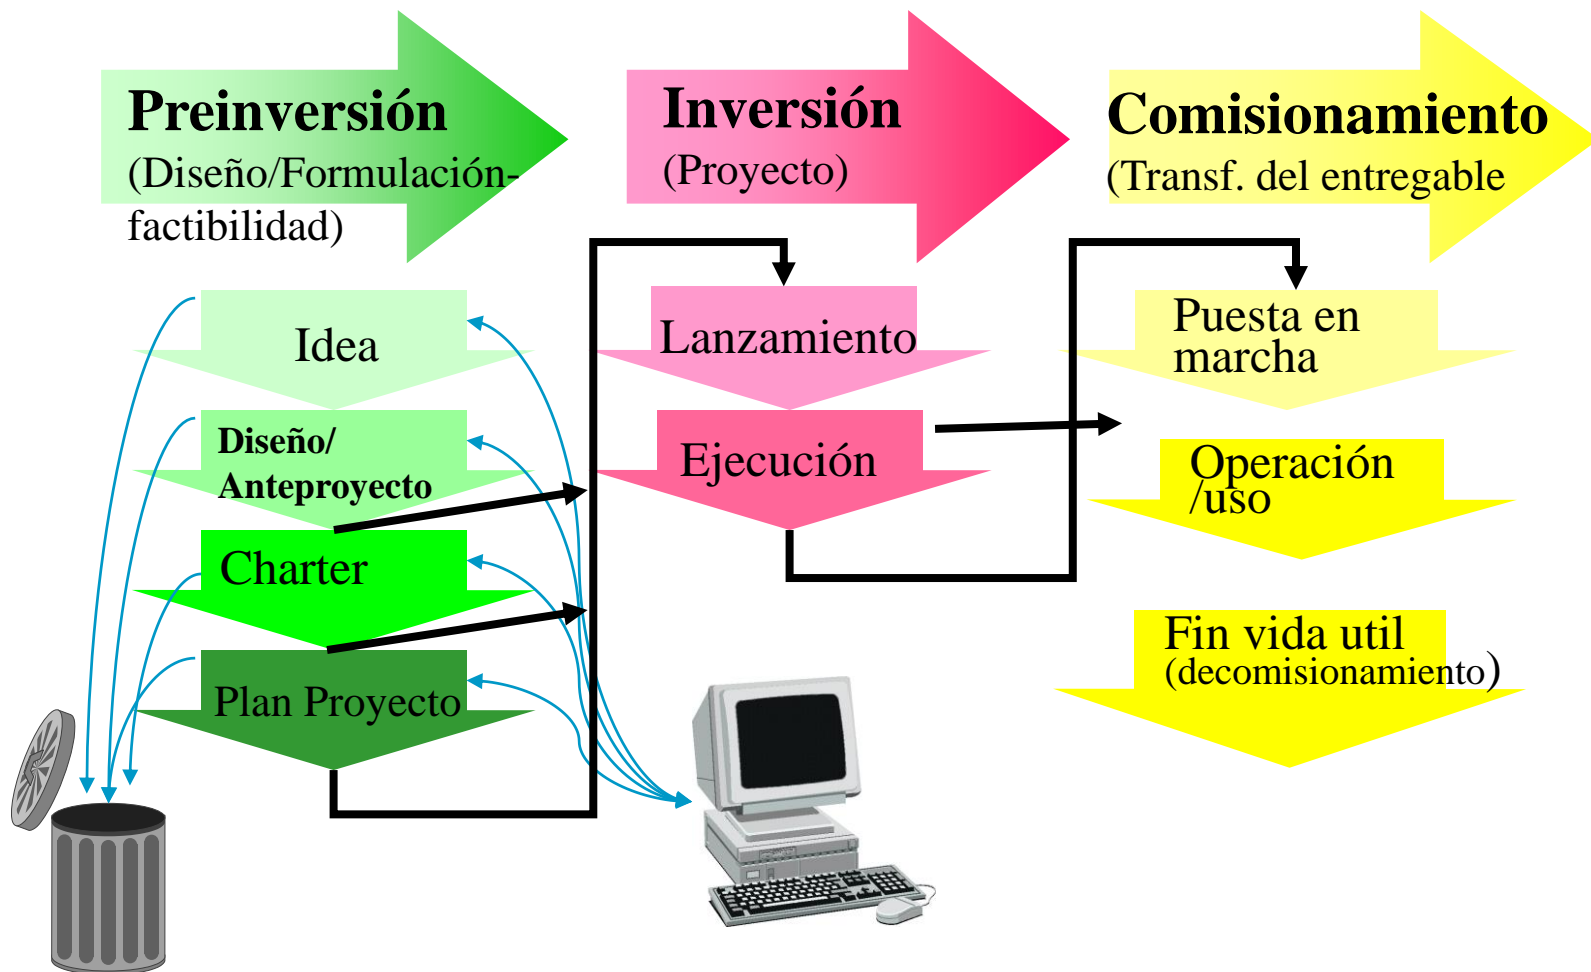 Preinversión
(Diseño/Formulación-
factibilidad)
Inversión
(Proyecto)
Comisionamiento
(Transf. del entregable
Idea
Diseño/
Anteproyecto
Charter
Plan Proyecto
Lanzamiento
Ejecución
Puesta en
marcha
Operación
/uso
Fin vida util
(decomisionamiento)